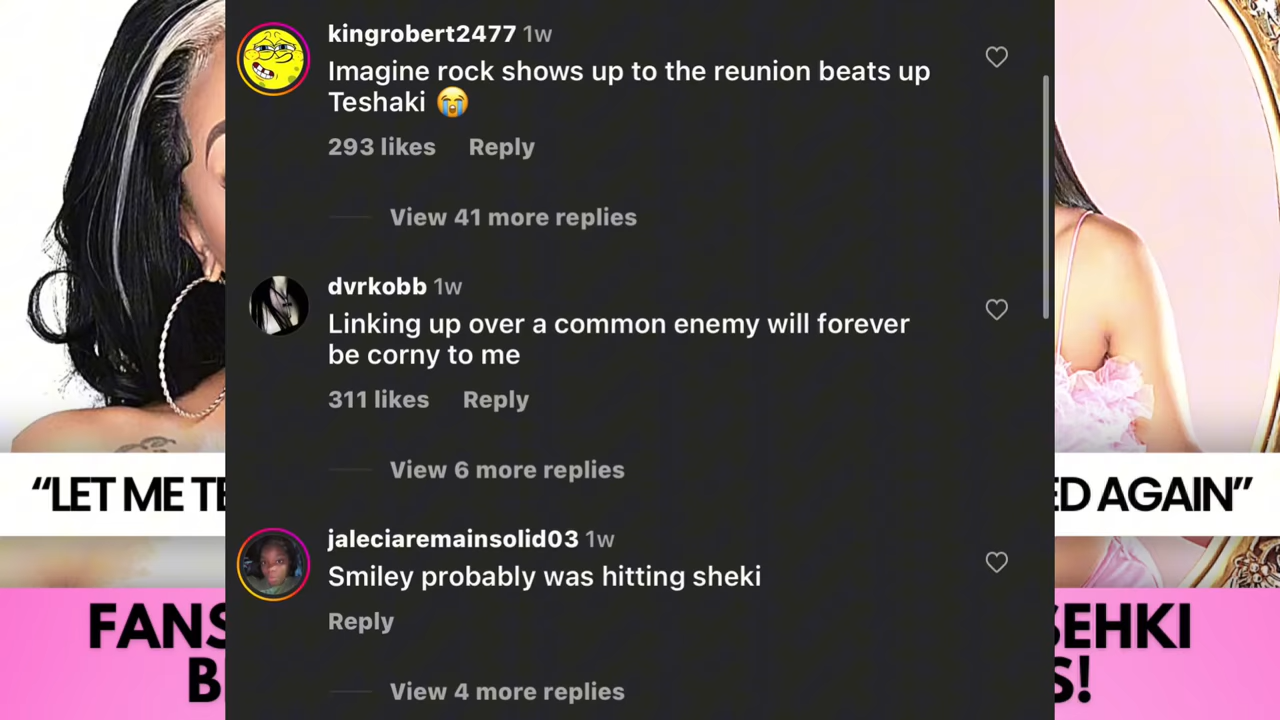 kingrobert2477 1w
Imagine rock shows up to the reunion beats up
Teshaki 😭
293 likes Reply
View 41 more replies
dvrkobb 1w
Linking up over a common enemy will forever
be corny to me
311 likes Reply
View 6 more replies
jaleciaremainsolid03 1w
Smiley probably was hitting sheki
Reply
View 4 more replies
“LET ME TE
ED AGAIN”
FANS
SEHKI
B
S!